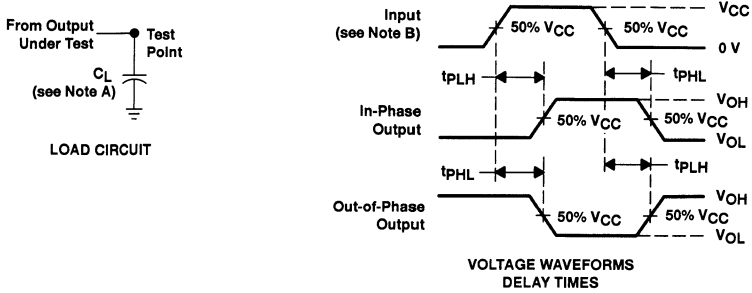 From Output
Under Test
Test
Point
CL
(see Note A)
LOAD CIRCUIT
Input
(see Note B)
50% VCC
50% VCC
VCC
0 V
tPLH
tPHL
In-Phase
Output
50% VCC
50% VCC
VOH
VOL
tPHL
tPLH
Out-of-Phase
Output
50% VCC
50% VCC
VOH
VOL
VOLTAGE WAVEFORMS
DELAY TIMES